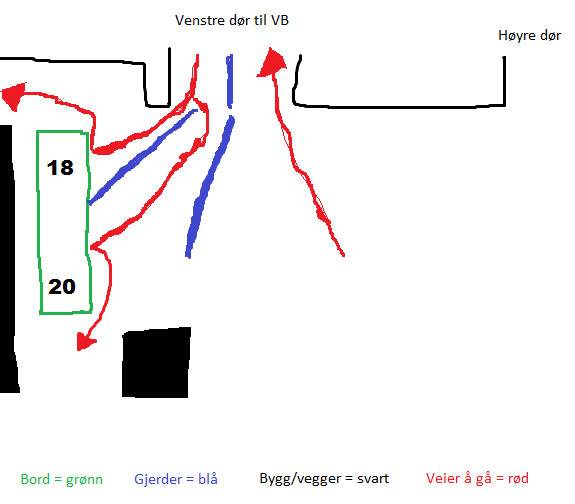 Venstre dør til VB
Høyre dør
18
20
Bord = grønn
Gjerder = blå
Bygg/vegger = svart
Veier å gå = rød